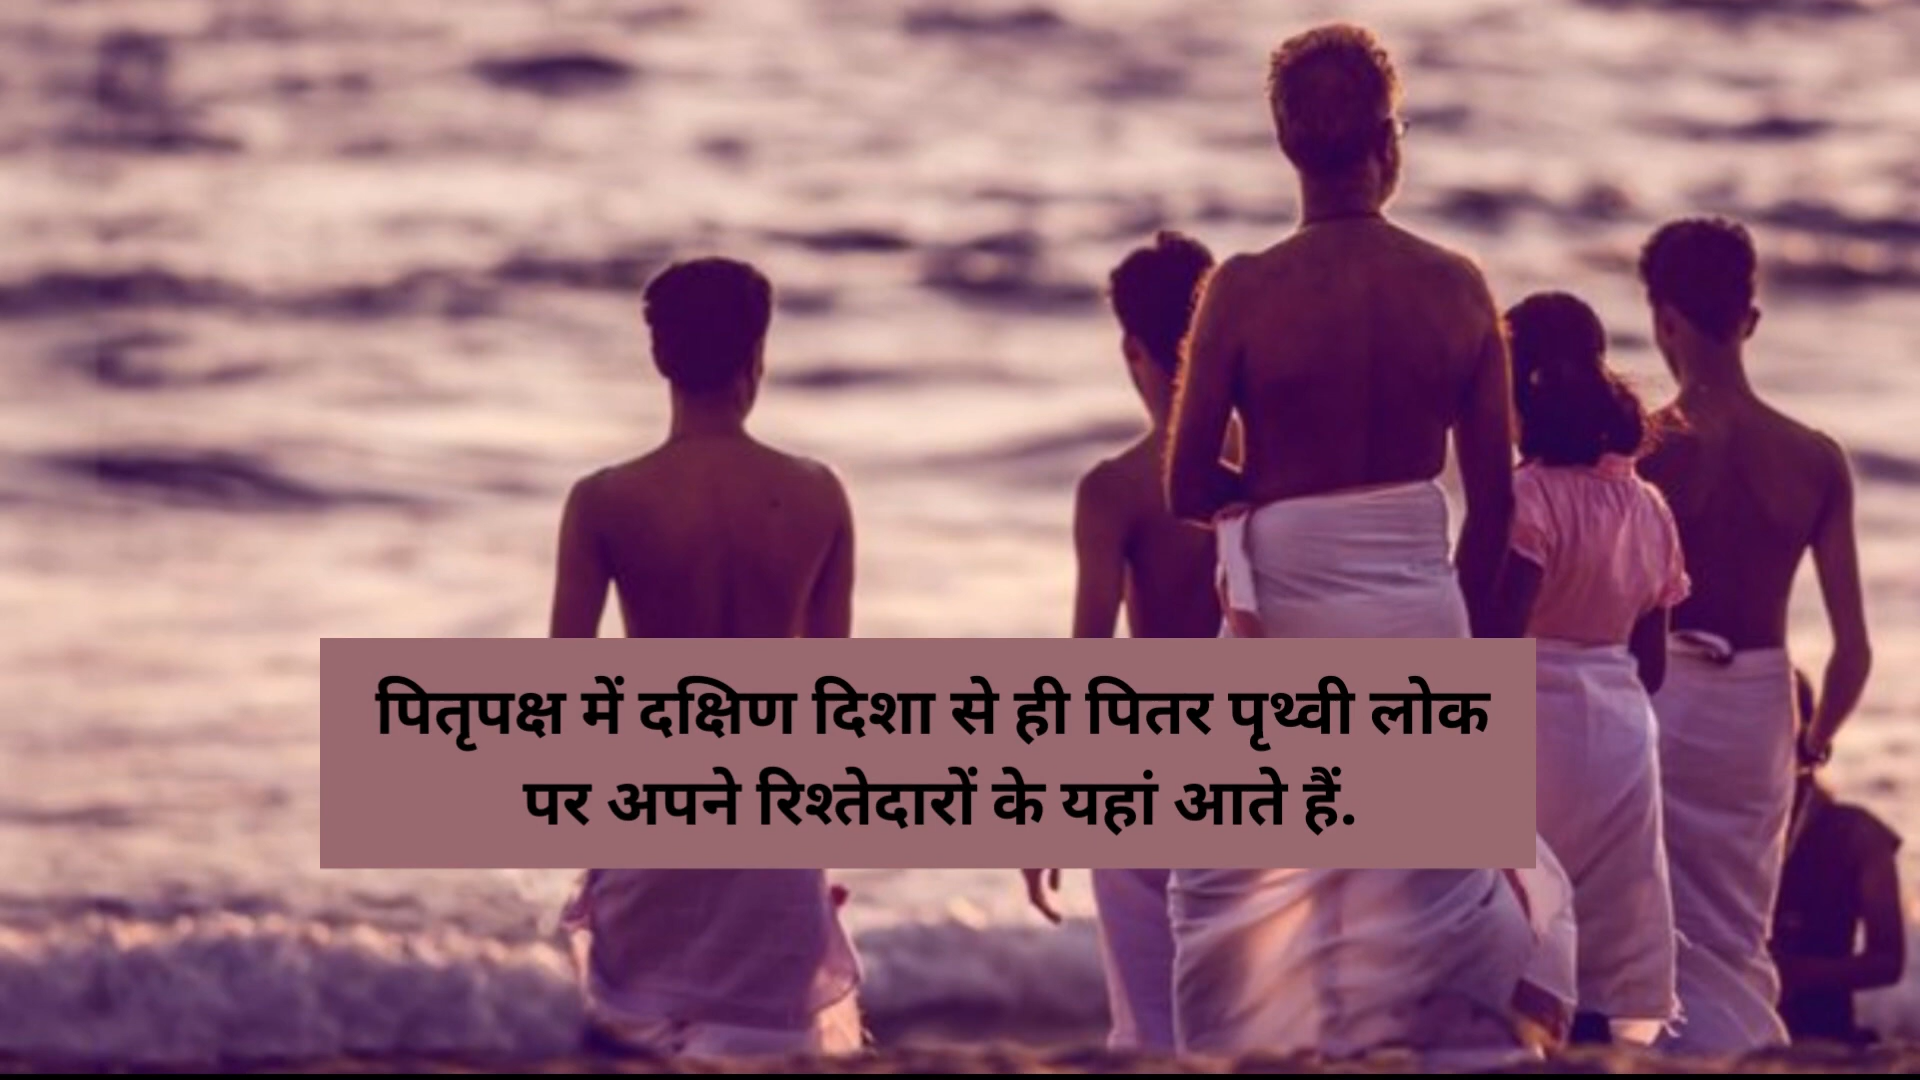 पितृपक्ष में दक्षिण दिशा से ही पितर पृथ्वी लोक
पर अपने रिश्तेदारों के यहां आते हैं.